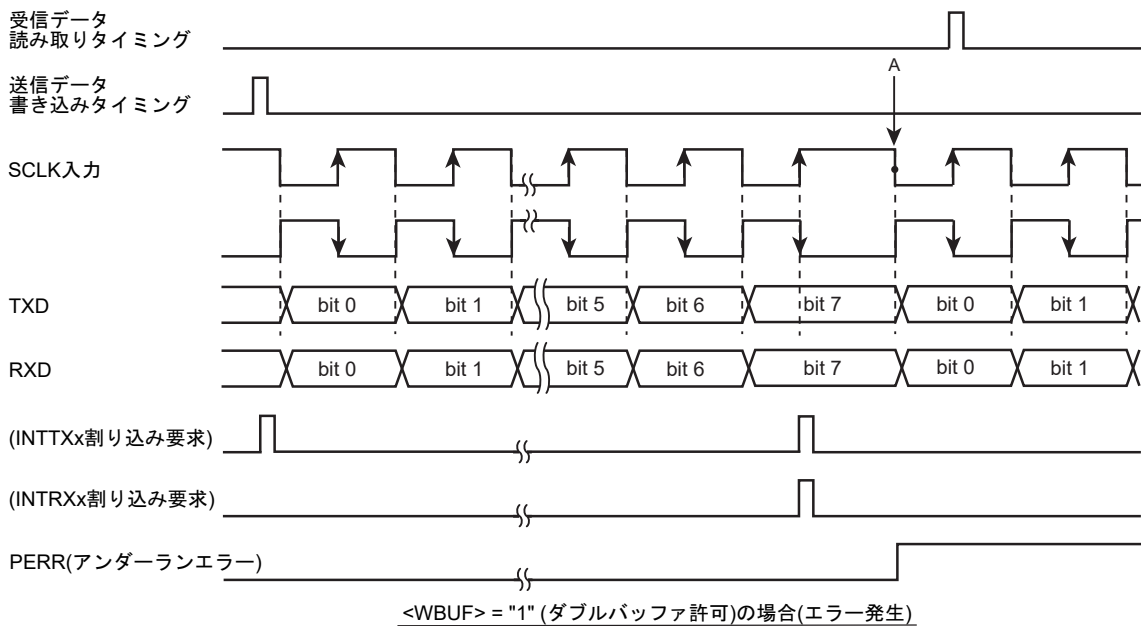 受信データ
読み取りタイミング
送信データ
書き込みタイミング
A
SCLK入力
TXD
bit 0
bit 1
bit 5
bit 6
bit 7
bit 0
bit 1
RXD
bit 0
bit 1
bit 5
bit 6
bit 7
bit 0
bit 1
(INTTXx割り込み要求)
(INTRXx割り込み要求)
PERR(アンダーランエラー)
<WBUF> = "1" (ダブルバッファ許可)の場合(エラー発生)